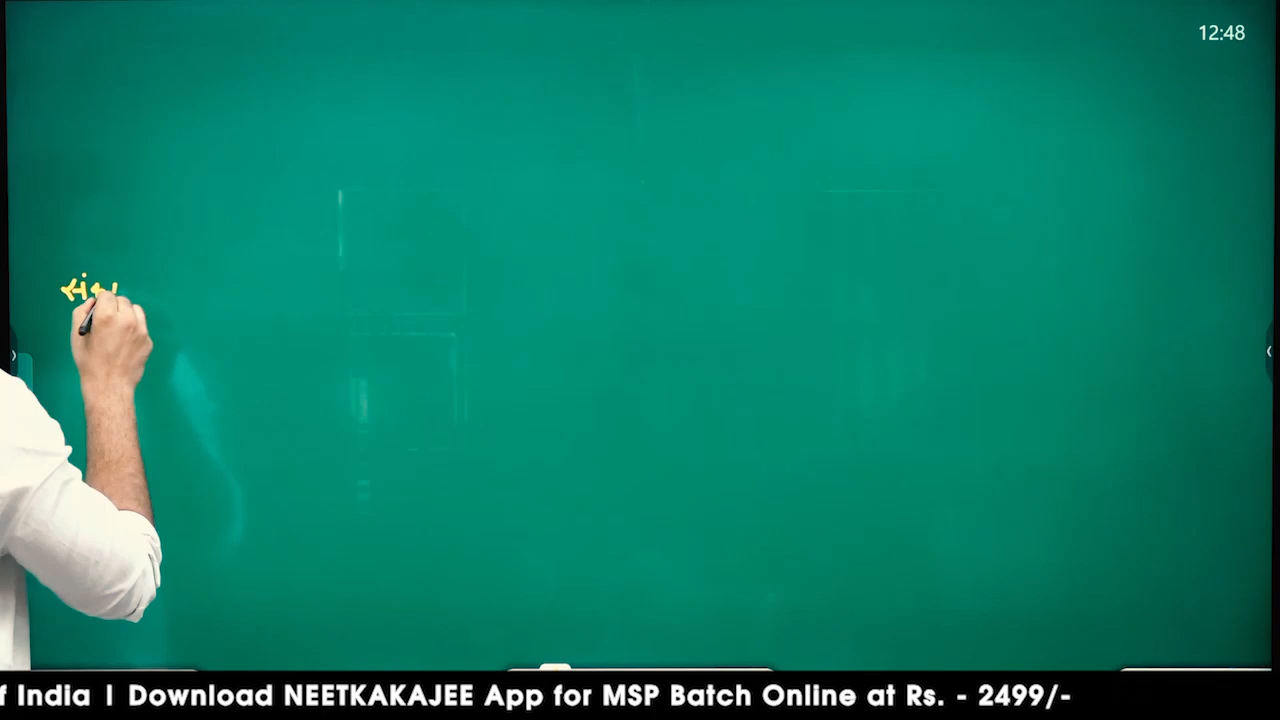 12:48
f India | Download NEETKAKAJEE App for MSP Batch Online at Rs. - 2499/-